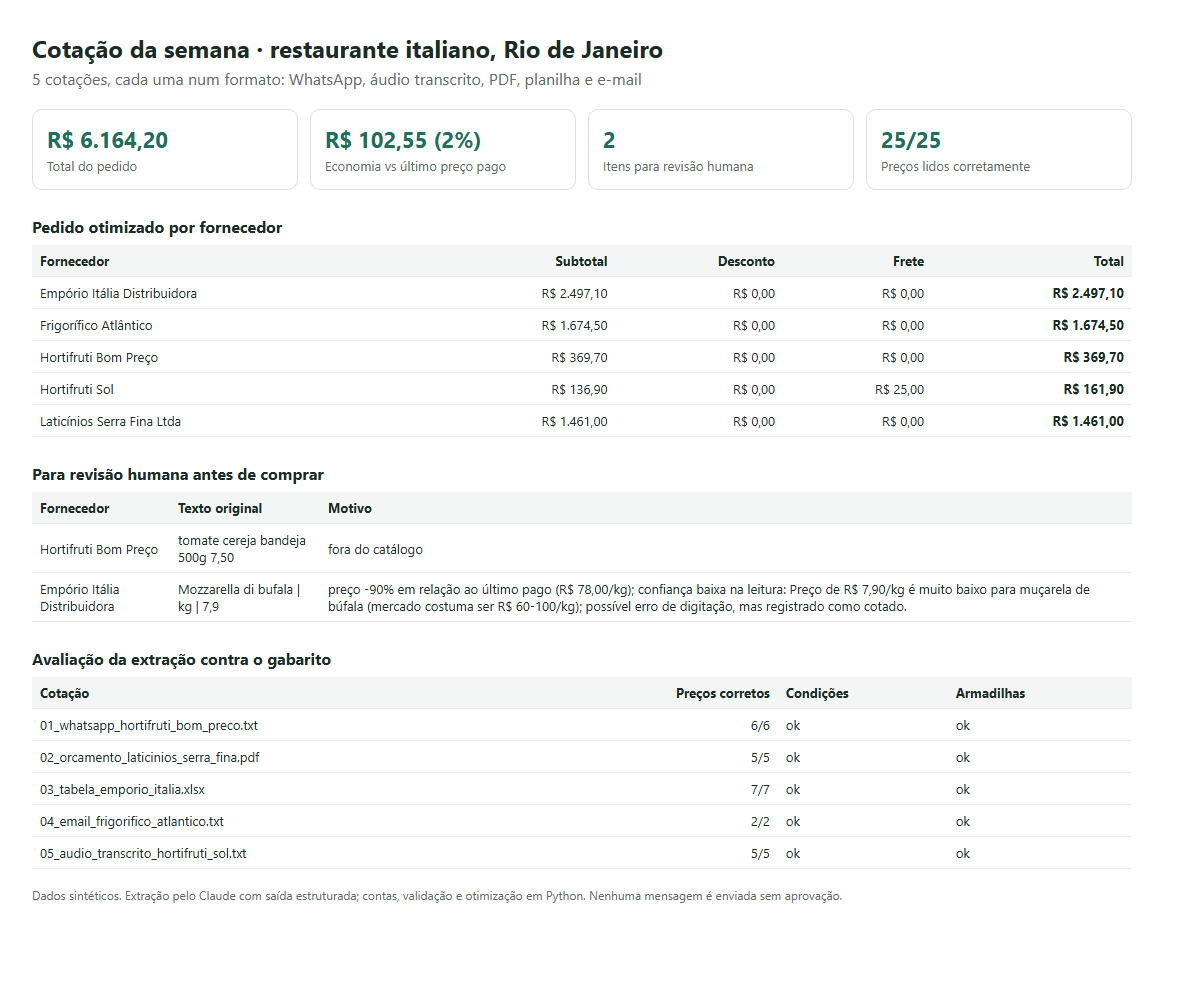 Cotação da semana · restaurante italiano, Rio de Janeiro
5 cotações, cada uma num formato: WhatsApp, áudio transcrito, PDF, planilha e e-mail
R$ 6.164,20
Total do pedido
R$ 102,55 (2%)
Economia vs último preço pago
2
Itens para revisão humana
25/25
Preços lidos corretamente
Pedido otimizado por fornecedor
Fornecedor Subtotal Desconto Frete Total
Empório Itália Distribuidora R$ 2.497,10 R$ 0,00 R$ 0,00 R$ 2.497,10
Frigorífico Atlântico R$ 1.674,50 R$ 0,00 R$ 0,00 R$ 1.674,50
Hortifruti Bom Preço R$ 369,70 R$ 0,00 R$ 0,00 R$ 369,70
Hortifruti Sol R$ 136,90 R$ 0,00 R$ 25,00 R$ 161,90
Laticínios Serra Fina Ltda R$ 1.461,00 R$ 0,00 R$ 0,00 R$ 1.461,00
Para revisão humana antes de comprar
Fornecedor Texto original Motivo
Hortifruti Bom Preço
tomate cereja bandeja
500g 7,50
fora do catálogo
Empório Itália
Distribuidora
Mozzarella di bufala |
kg | 7,9
preço -90% em relação ao último pago (R$ 78,00/kg); confiança baixa na leitura: Preço de R$ 7,90/kg é muito baixo para muçarela de
búfala (mercado costuma ser R$ 60-100/kg); possível erro de digitação, mas registrado como cotado.
Avaliação da extração contra o gabarito
Cotação Preços corretos Condições Armadilhas
01_whatsapp_hortifruti_bom_preco.txt 6/6 ok ok
02_orcamento_laticinios_serra_fina.pdf 5/5 ok ok
03_tabela_emporio_italia.xlsx 7/7 ok ok
04_email_frigorifico_atlantico.txt 2/2 ok ok
05_audio_transcrito_hortifruti_sol.txt 5/5 ok ok
Dados sintéticos. Extração pelo Claude com saída estruturada; contas, validação e otimização em Python. Nenhuma mensagem é enviada sem aprovação.